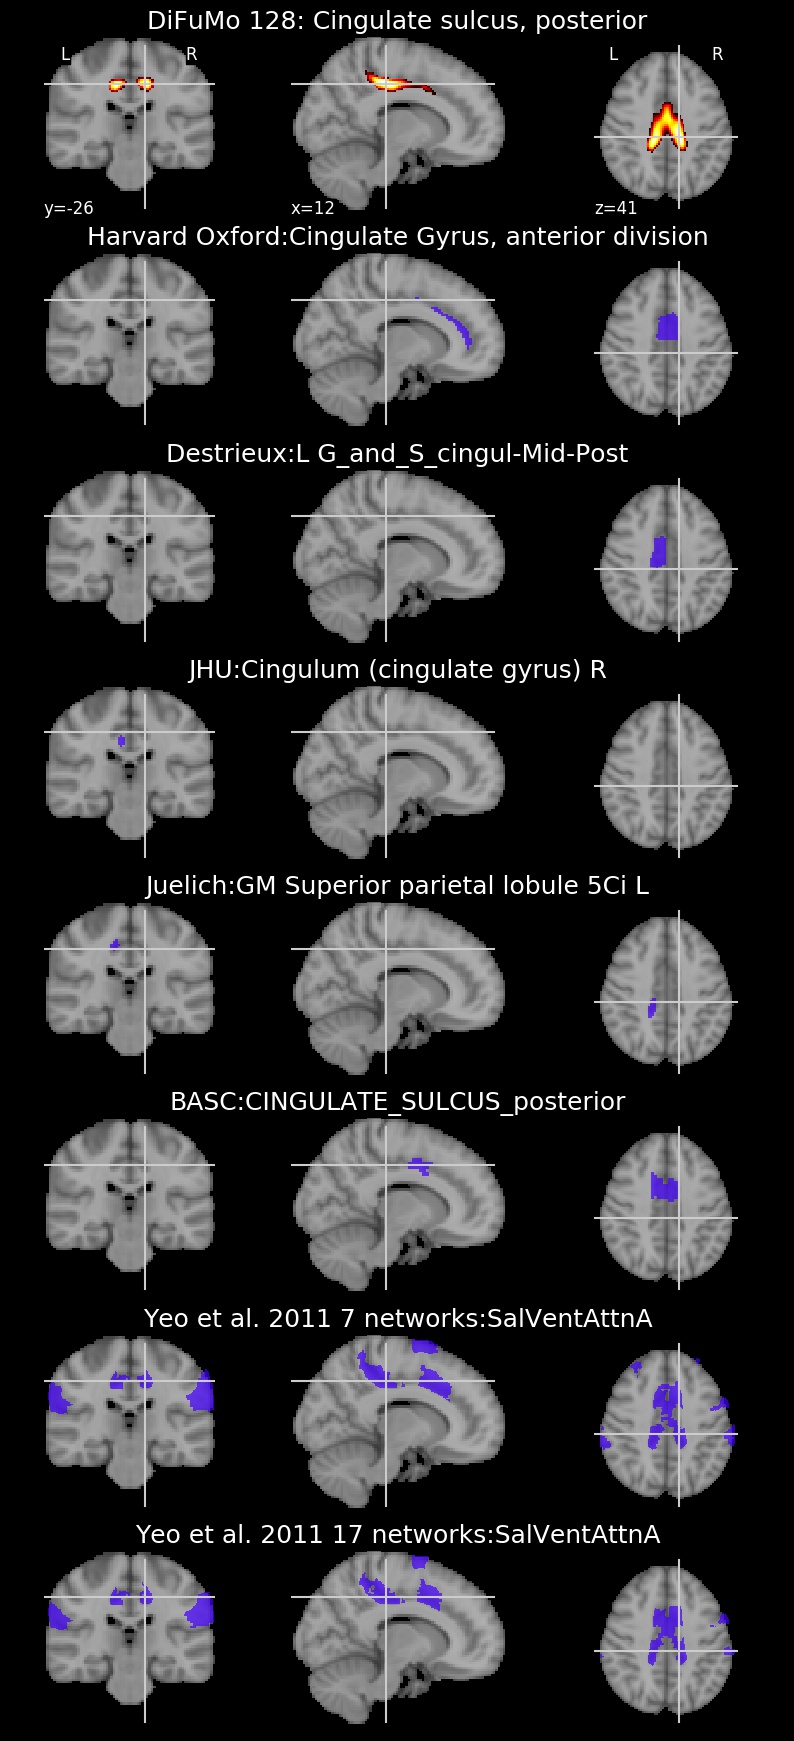 DiFuMo 128: Cingulate sulcus, posterior
L R L R
y=-26 x=12 z=41
Harvard Oxford:Cingulate Gyrus, anterior division
Destrieux:L G_and_S_cingul-Mid-Post
JHU:Cingulum (cingulate gyrus) R
Juelich:GM Superior parietal lobule 5Ci L
BASC:CINGULATE_SULCUS_posterior
Yeo et al. 2011 7 networks:SalVentAttnA
Yeo et al. 2011 17 networks:SalVentAttnA